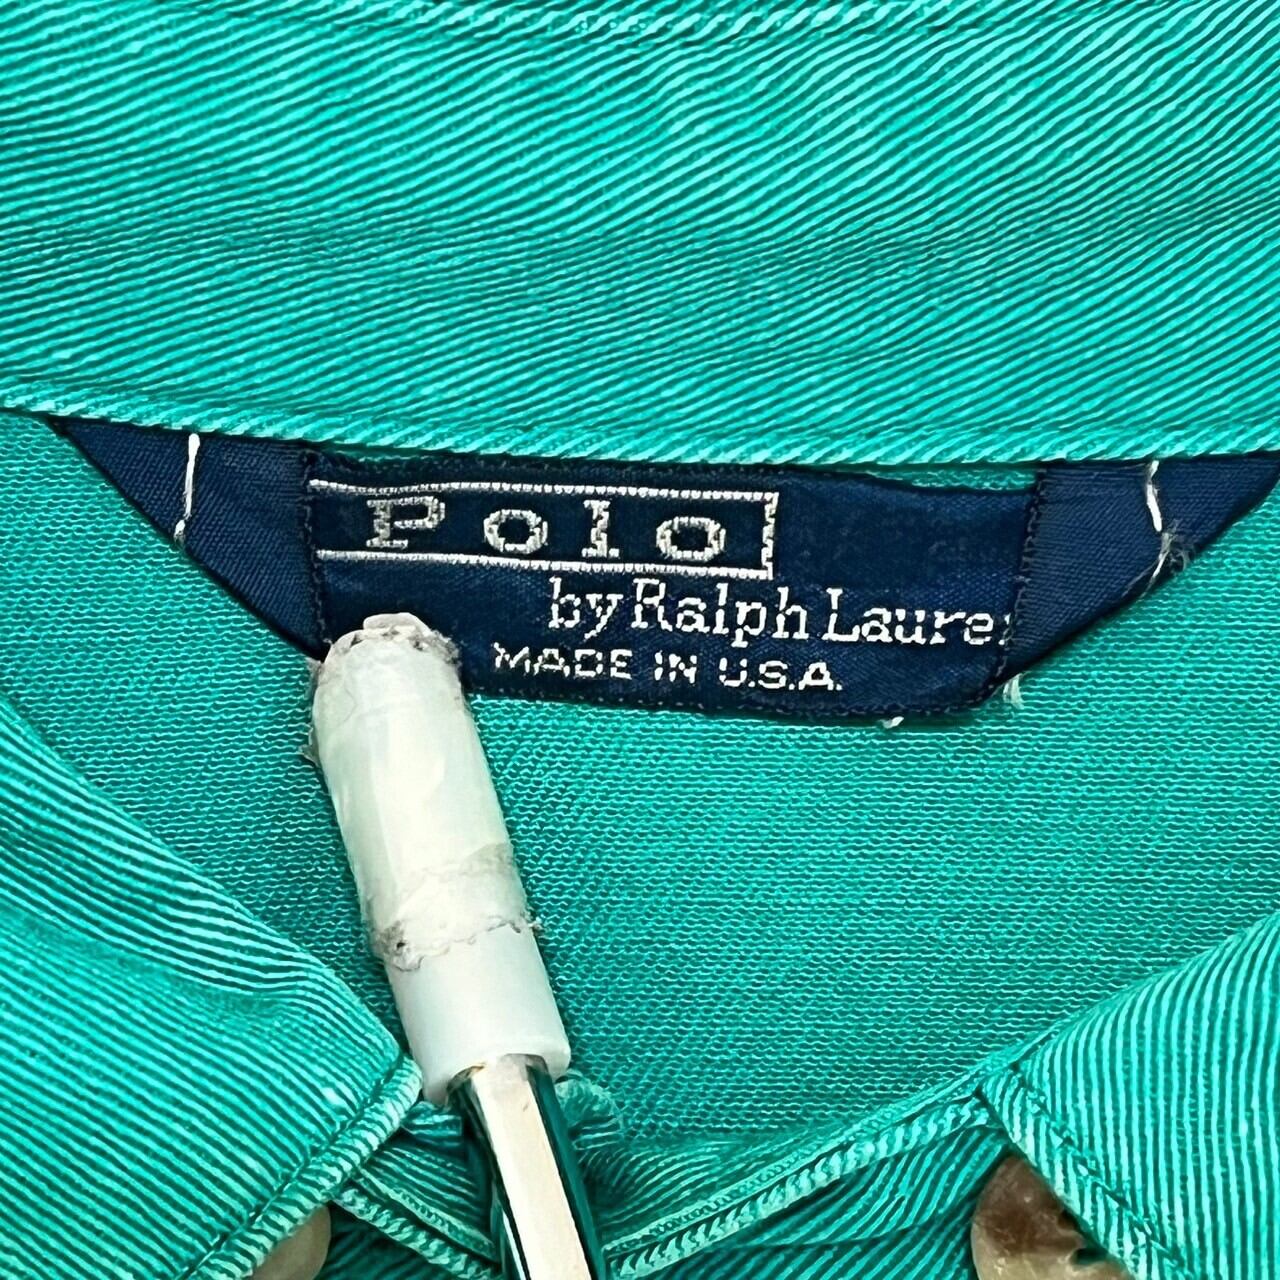 Polo
by Ralph Laure
MADE IN U.S.A.